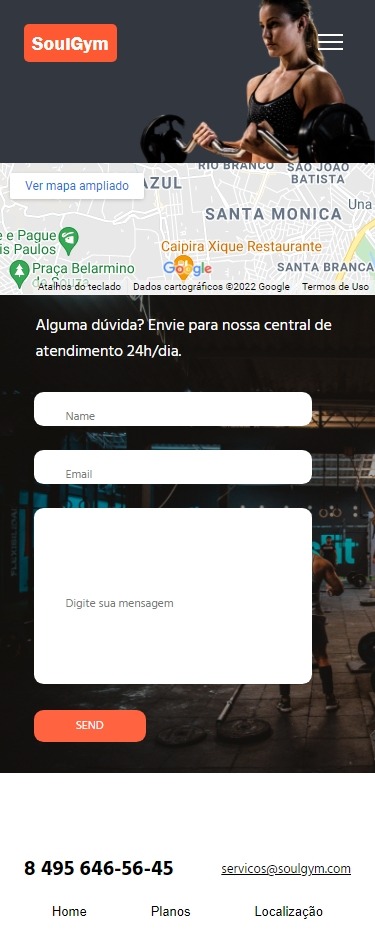 SoulGym
RIO BRANCO
SÃO JOÃO
BATISTA
Ver mapa ampliado
AZUL
SANTA MONICA
Una
e e Pague
is Paulos
Caipira Xique Restaurante
Google
SANTA BRANCA
Praça Belarmino
de Souza
Atalhos do teclado Dados cartográficos ©2022 Google Termos de Uso
Alguma dúvida? Envie para nossa central de
atendimento 24h/dia.
Name
Email
Digite sua mensagem
SEND
8 495 646-56-45
servicos@soulgym.com
Home Planos Localização